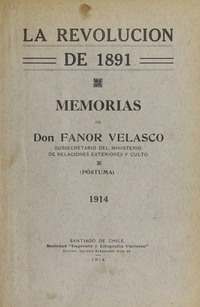 LA REVOLUCION
DE 1891
MEMORIAS
DE
Don FANOR VELASCO
SUBSECRETARIO DEL MINISTERIO
DE RELACIONES EXTERIORES Y CULTO
(PÓSTUMA)
1914
SANTIAGO DE CHILE
Sociedad "Imprenta y Litografía Universo"
1914